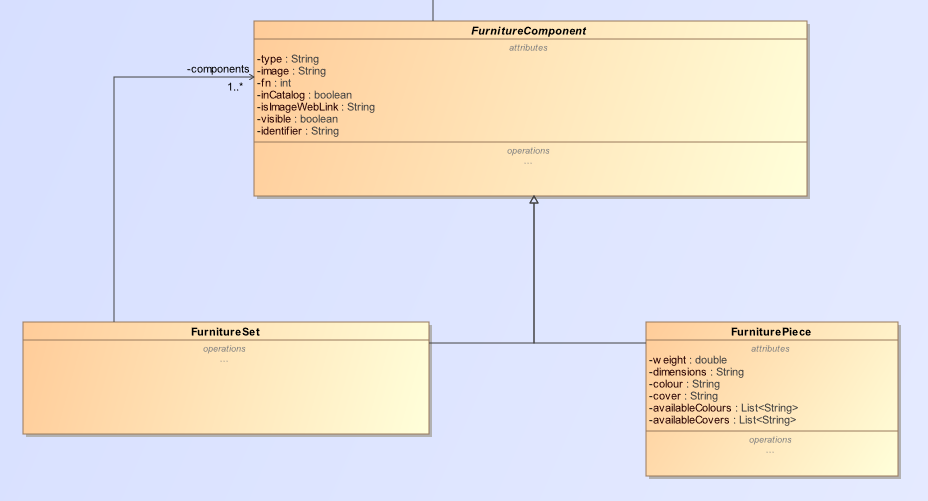 FurnitureComponent
attributes
-type : String
-image : String
-fn : int
-inCatalog : boolean
-isImageWebLink : String
-visible : boolean
-identifier : String
operations
...
-components
1..*
FurnitureSet
operations
...
FurniturePiece
attributes
-weight : double
-dimensions : String
-colour : String
-cover : String
-availableColours : List<String>
-availableCovers : List<String>
operations
...